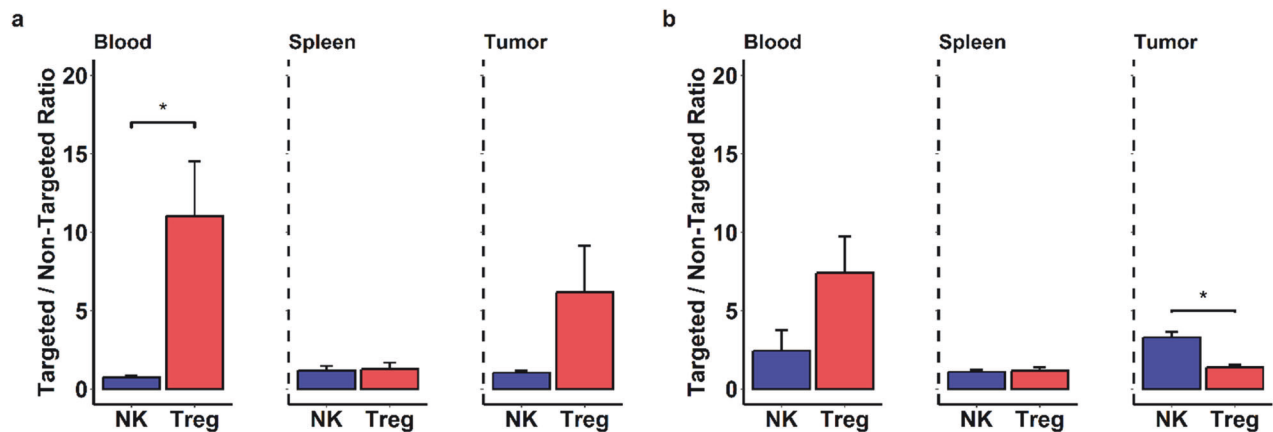 a
Blood
Spleen
Tumor
Targeted / Non-Targeted Ratio
20
15
10
5
0
*
NK Treg
NK Treg
NK Treg
b
Blood
Spleen
Tumor
Targeted / Non-Targeted Ratio
20
15
10
5
0
*
NK Treg
NK Treg
NK Treg